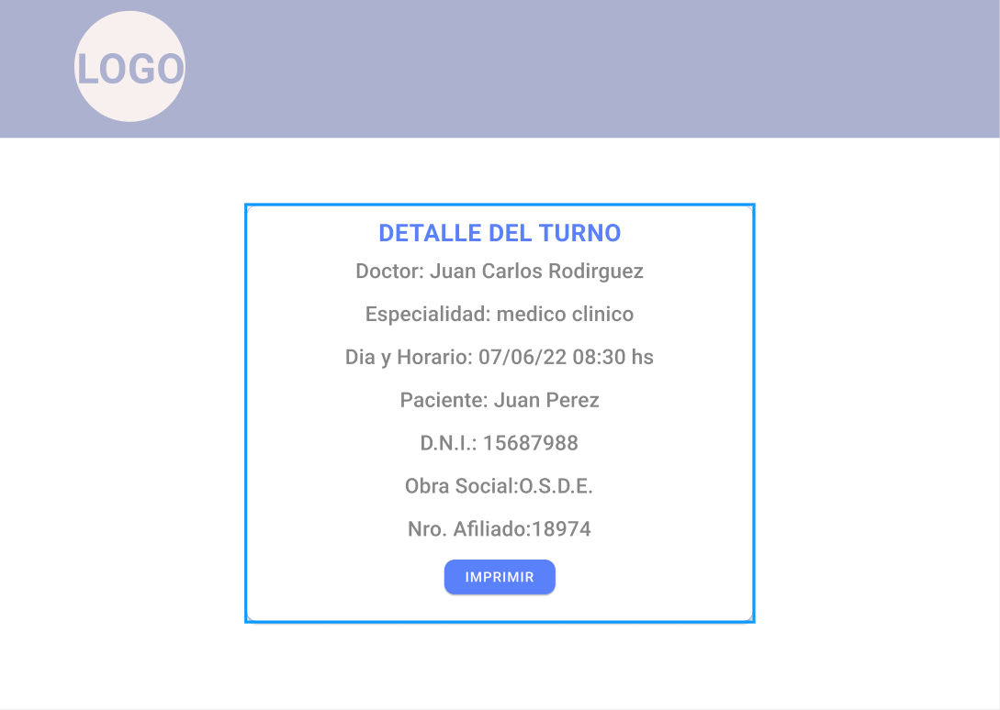 LOGO
DETALLE DEL TURNO
Doctor: Juan Carlos Rodirguez
Especialidad: medico clinico
Dia y Horario: 07/06/22 08:30 hs
Paciente: Juan Perez
D.N.I.: 15687988
Obra Social:O.S.D.E.
Nro. Afiliado:18974
IMPRIMIR